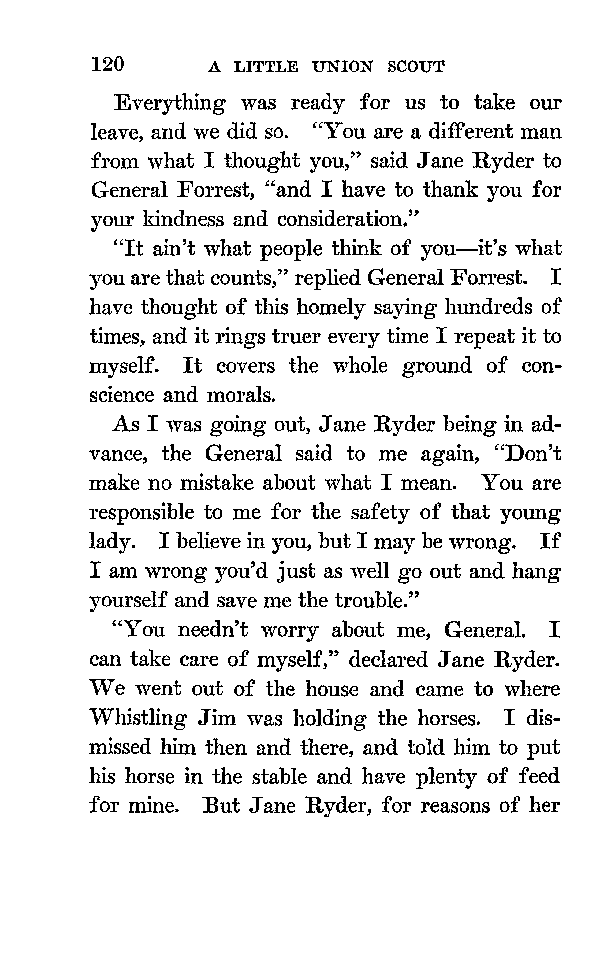 120 A LITTLE UNION SCOUT
Everything was ready for us to take our
leave, and we did so. "You are a different man
from what I thought you," said Jane Ryder to
General Forrest, "and I have to thank you for
your kindness and consideration."
"It ain't what people think of you—it's what
you are that counts," replied General Forrest. I
have thought of this homely saying hundreds of
times, and it rings truer every time I repeat it to
myself. It covers the whole ground of con-
science and morals.
As I was going out, Jane Ryder being in ad-
vance, the General said to me again, "Don't
make no mistake about what I mean. You are
responsible to me for the safety of that young
lady. I believe in you, but I may be wrong. If
I am wrong you'd just as well go out and hang
yourself and save me the trouble."
"You needn't worry about me, General. I
can take care of myself," declared Jane Ryder.
We went out of the house and came to where
Whistling Jim was holding the horses. I dis-
missed him then and there, and told him to put
his horse in the stable and have plenty of feed
for mine. But Jane Ryder, for reasons of her